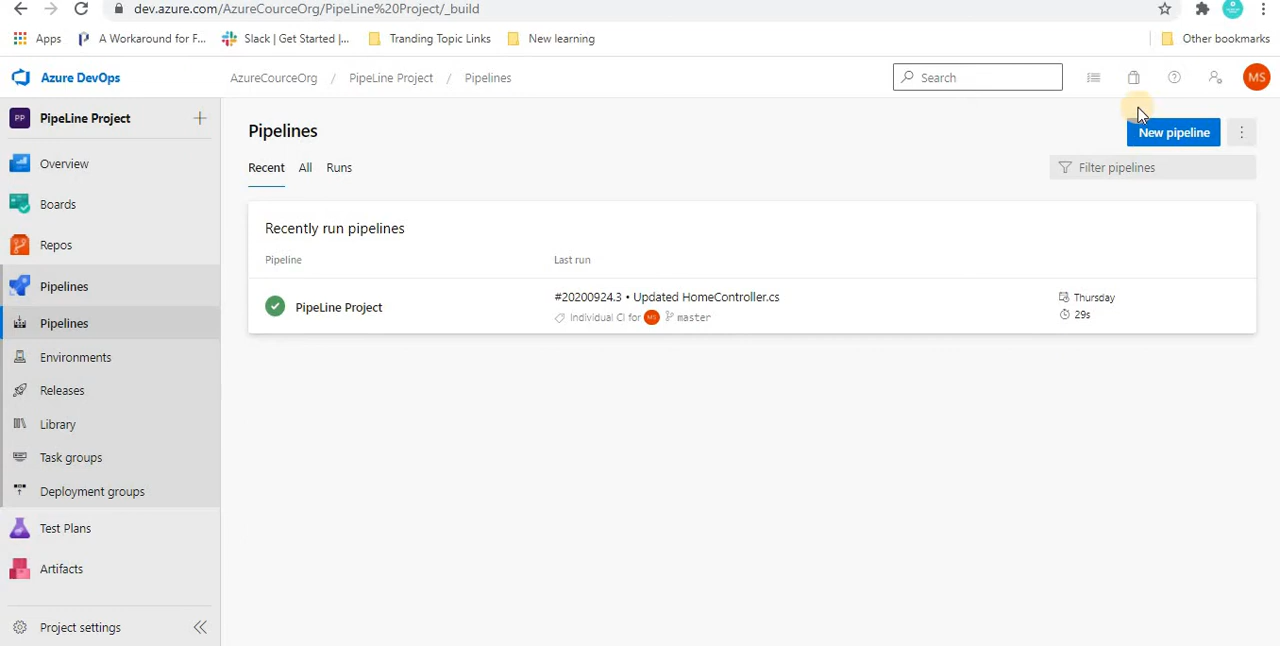 dev.azure.com/AzureCourceOrg/PipeLine%20Project/_build
Apps A Workaround for F... Slack | Get Started |... Tranding Topic Links New learning Other bookmarks
Azure DevOps AzureCourceOrg / PipeLine Project / Pipelines Search MS
PP PipeLine Project
Overview
Boards
Repos
Pipelines
Pipelines
Environments
Releases
Library
Task groups
Deployment groups
Test Plans
Artifacts
Project settings
Pipelines
New pipeline
Recent All Runs
Filter pipelines
Recently run pipelines
Pipeline Last run
PipeLine Project
#20200924.3 • Updated HomeController.cs
Individual CI for MS master
Thursday
29s